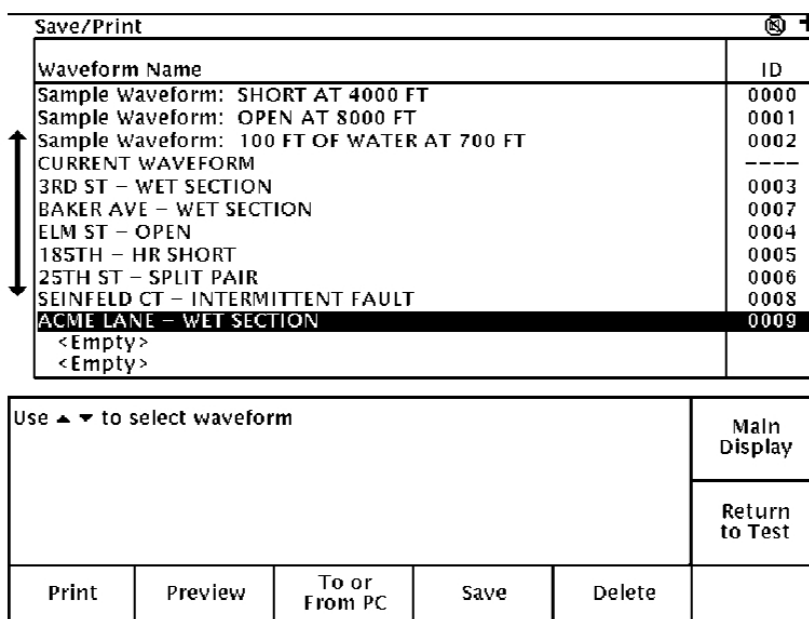 Save/Print
Waveform Name ID
Sample Waveform: SHORT AT 4000 FT 0000
Sample Waveform: OPEN AT 8000 FT 0001
Sample Waveform: 100 FT OF WATER AT 700 FT 0002
CURRENT WAVEFORM ----
3RD ST – WET SECTION 0003
BAKER AVE – WET SECTION 0007
ELM ST – OPEN 0004
185TH – HR SHORT 0005
25TH ST – SPLIT PAIR 0006
SEINFELD CT – INTERMITTENT FAULT 0008
ACME LANE – WET SECTION 0009
<Empty>
<Empty>
Use ▲ ▼ to select waveform
Main
Display
Return
to Test
Print
Preview
To or
From PC
Save
Delete